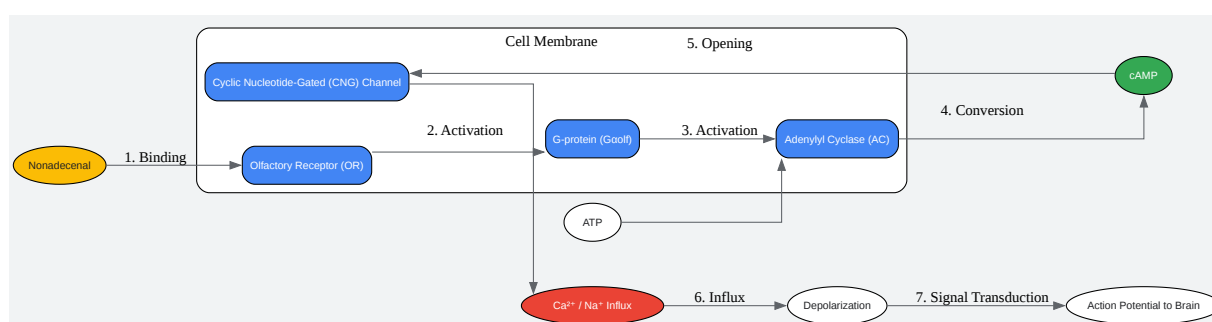 Cell Membrane
5. Opening
Cyclic Nucleotide-Gated (CNG) Channel
cAMP
4. Conversion
2. Activation
G-protein (Gαolf)
3. Activation
Adenylyl Cyclase (AC)
Nonadecenal
1. Binding
Olfactory Receptor (OR)
ATP
Ca²⁺ / Na⁺ Influx
6. Influx
Depolarization
7. Signal Transduction
Action Potential to Brain